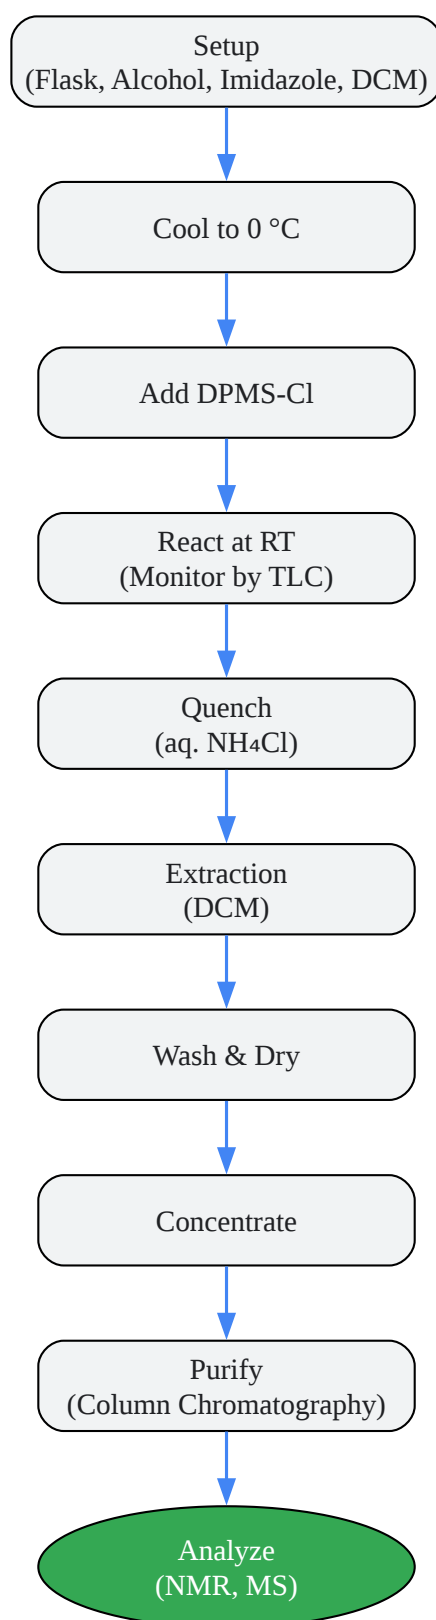 Setup
(Flask, Alcohol, Imidazole, DCM)
Cool to 0 °C
Add DPMS-Cl
React at RT
(Monitor by TLC)
Quench
(aq. NH₄Cl)
Extraction
(DCM)
Wash & Dry
Concentrate
Purify
(Column Chromatography)
Analyze
(NMR, MS)